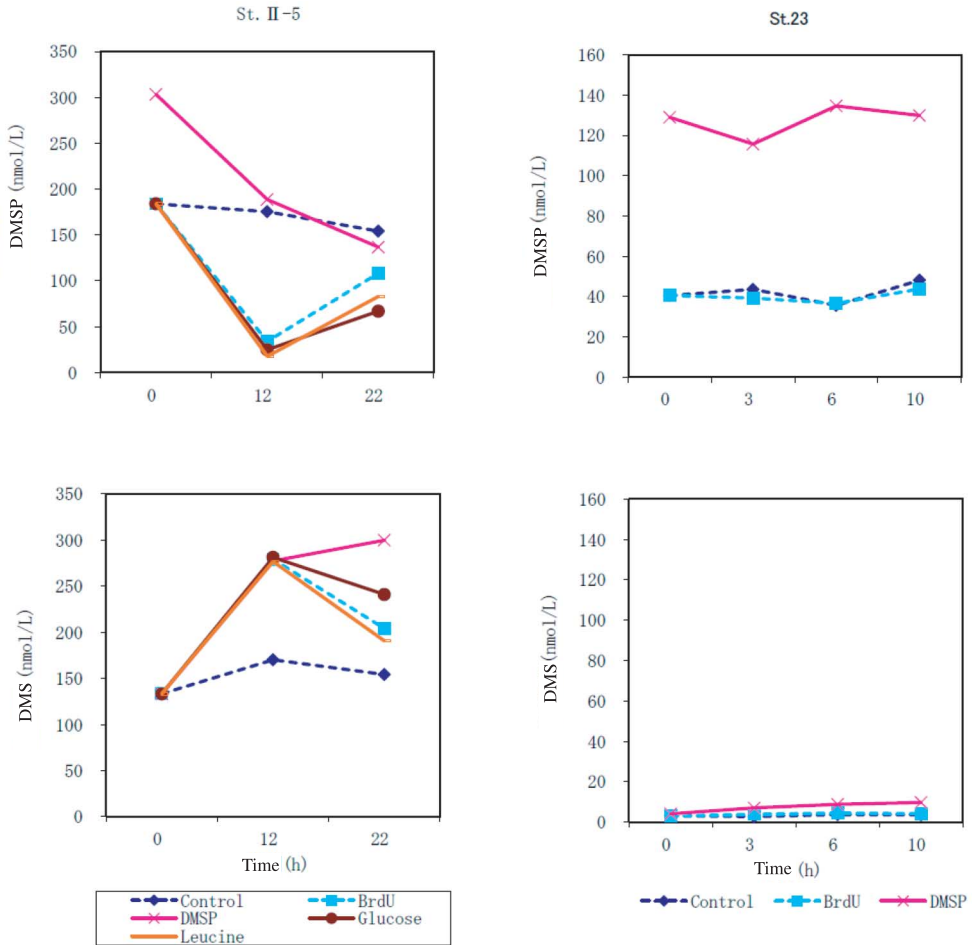 St. Ⅱ-5
350
300
250
200
150
100
50
0
DMSP (nmol/L)
0 12 22
St.23
160
140
120
100
80
60
40
20
0
DMSP (nmol/L)
0 3 6 10
350
300
250
200
150
100
50
0
DMS (nmol/L)
0 12 22
Time (h)
Control BrdU
DMSP Glucose
Leucine
160
140
120
100
80
60
40
20
0
DMS (nmol/L)
0 3 6 10
Time (h)
Control BrdU DMSP